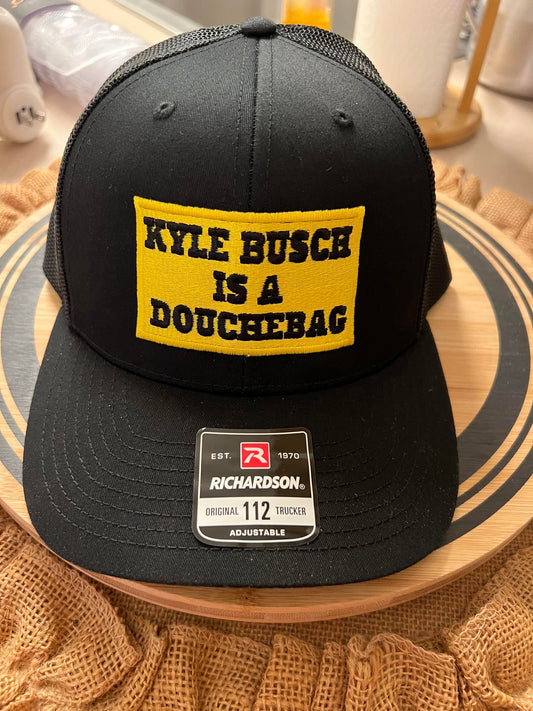 KYLE BUSCH
IS A
DOUCHEBAG
EST. R 1970
RICHARDSON®
ORIGINAL 112 TRUCKER
ADJUSTABLE